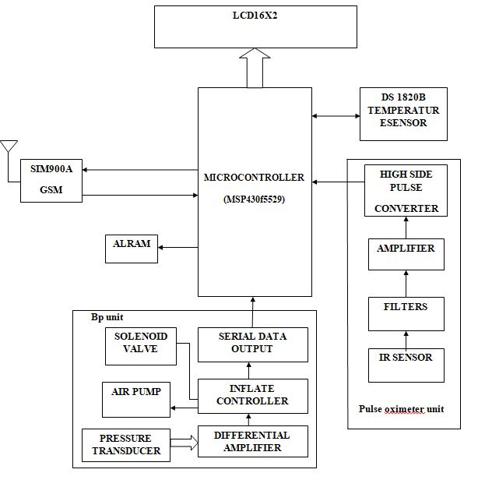 LCD16X2
DS 1820B
TEMPERATUR
ESENSOR
SIM900A
GSM
MICROCONTROLLER
(MSP430f5529)
HIGH SIDE
PULSE
CONVERTER
ALRAM
AMPLIFIER
FILTERS
IR SENSOR
Pulse oximeter unit
Bp unit
SOLENOID
VALVE
SERIAL DATA
OUTPUT
AIR PUMP
INFLATE
CONTROLLER
PRESSURE
TRANSDUCER
DIFFERENTIAL
AMPLIFIER